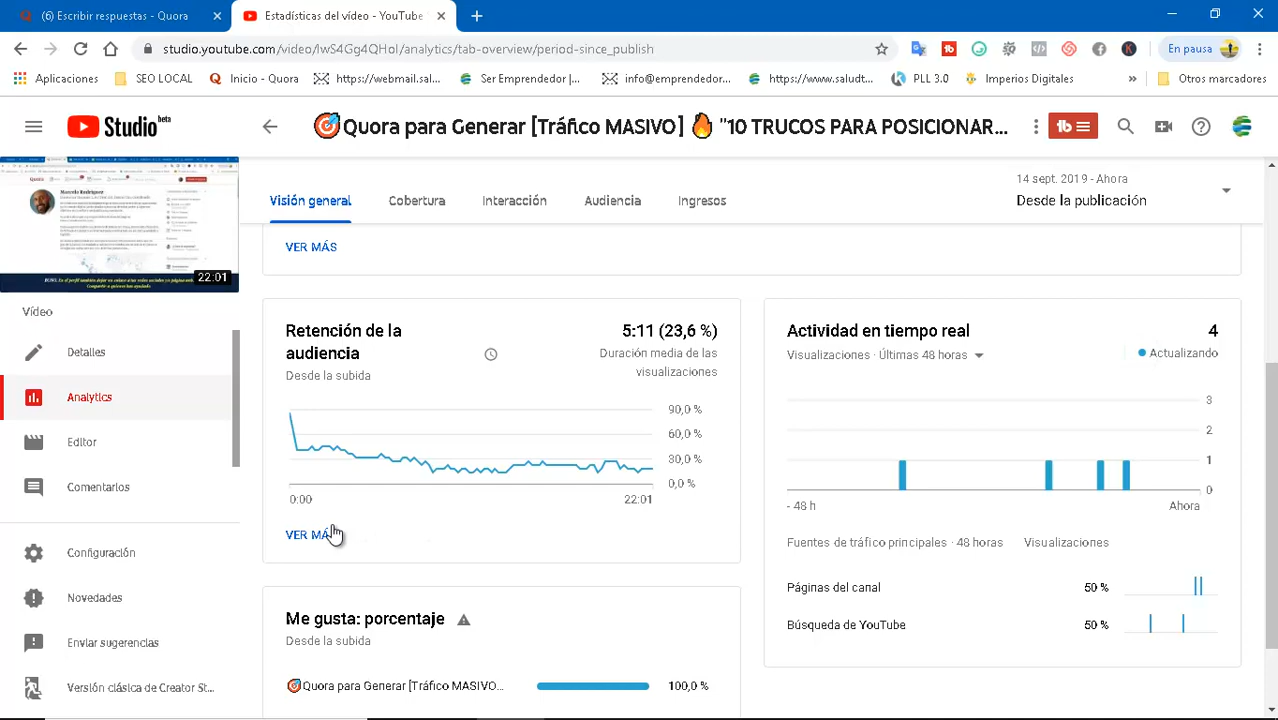 (6) Escribir respuestas - Quora
Estadísticas del vídeo - YouTube
studio.youtube.com/video/lwS4Gg4QHoI/analytics/tab-overview/period-since_publish
En pausa
Aplicaciones
SEO LOCAL
Inicio - Quora
https://webmail.sal...
Ser Emprendedor |...
info@emprendedo...
https://www.saludt...
PLL 3.0
Imperios Digitales
»
Otros marcadores
Studio beta
🎯Quora para Generar [Tráfico MASIVO] 🔥 "10 TRUCOS PARA POSICIONAR...
Marcelo Rodriguez
22:01
Visión general
Cobertura
Interacción
Audiencia
Ingresos
14 sept 2019 - Ahora
Desde la publicación
VER MÁS
Vídeo
Detalles
Analytics
Editor
Comentarios
Configuración
Novedades
Enviar sugerencias
Versión clásica de Creator St...
Retención de la
audiencia
Desde la subida
5:11 (23,6 %)
Duración media de las
visualizaciones
90,0 %
60,0 %
30,0 %
0,0 %
0:00
22:01
VER MÁS
Me gusta: porcentaje
Desde la subida
🎯Quora para Generar [Tráfico MASIVO...
100,0 %
Actividad en tiempo real
4
Visualizaciones · Últimas 48 horas
Actualizando
3
2
1
0
- 48 h
Ahora
Fuentes de tráfico principales · 48 horas
Visualizaciones
Páginas del canal
50 %
Búsqueda de YouTube
50 %